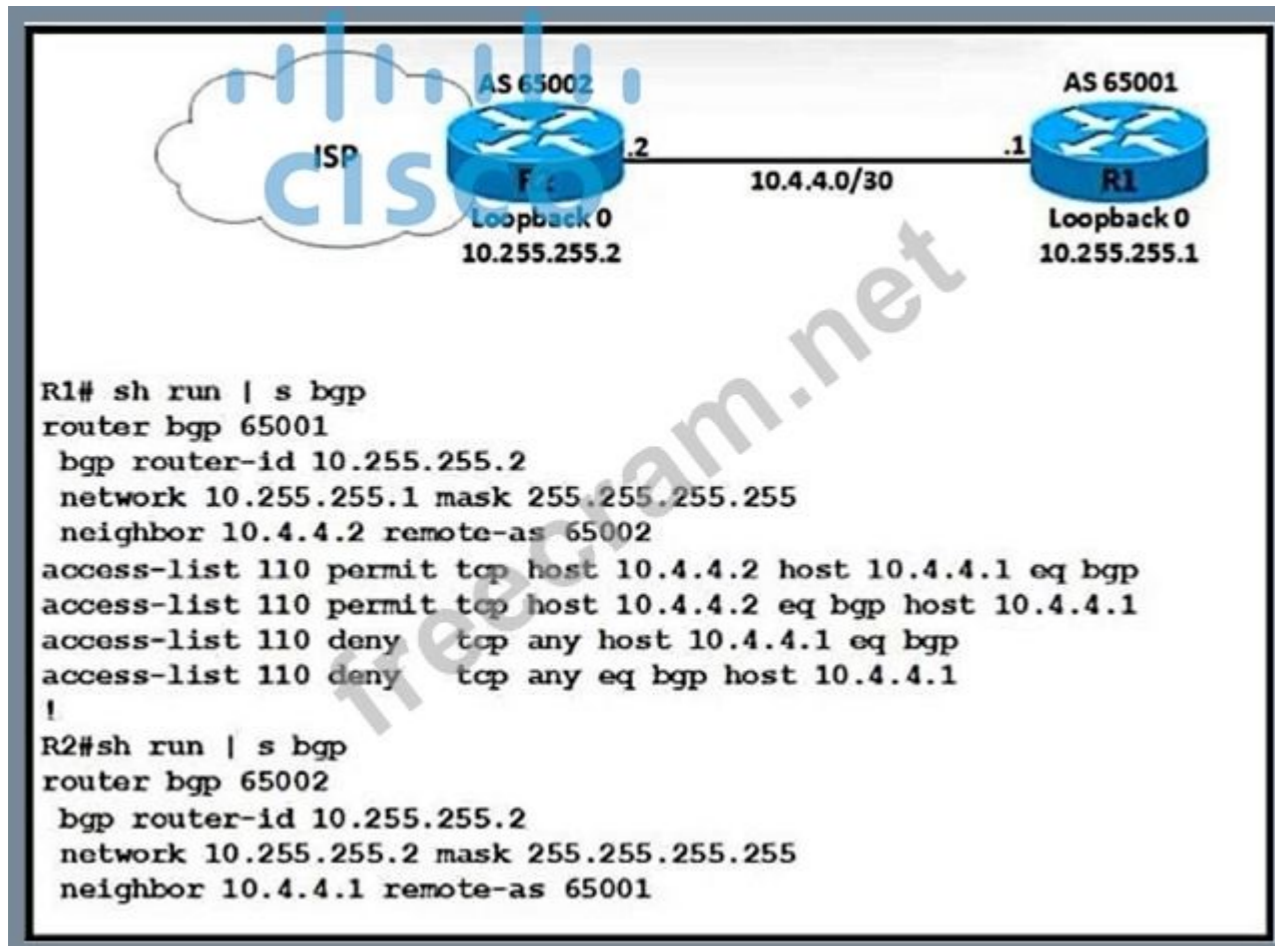 AS 65002
AS 65001
ISP
CISCO
.2
.1
10.4.4.0/30
R1
Loopback 0
10.255.255.2
Loopback 0
10.255.255.1
freecram.net
R1# sh run | s bgp
router bgp 65001
bgp router-id 10.255.255.2
network 10.255.255.1 mask 255.255.255.255
neighbor 10.4.4.2 remote-as 65002
access-list 110 permit tcp host 10.4.4.2 host 10.4.4.1 eq bgp
access-list 110 permit tcp host 10.4.4.2 eq bgp host 10.4.4.1
access-list 110 deny tcp any host 10.4.4.1 eq bgp
access-list 110 deny tcp any eq bgp host 10.4.4.1
!
R2#sh run | s bgp
router bgp 65002
bgp router-id 10.255.255.2
network 10.255.255.2 mask 255.255.255.255
neighbor 10.4.4.1 remote-as 65001